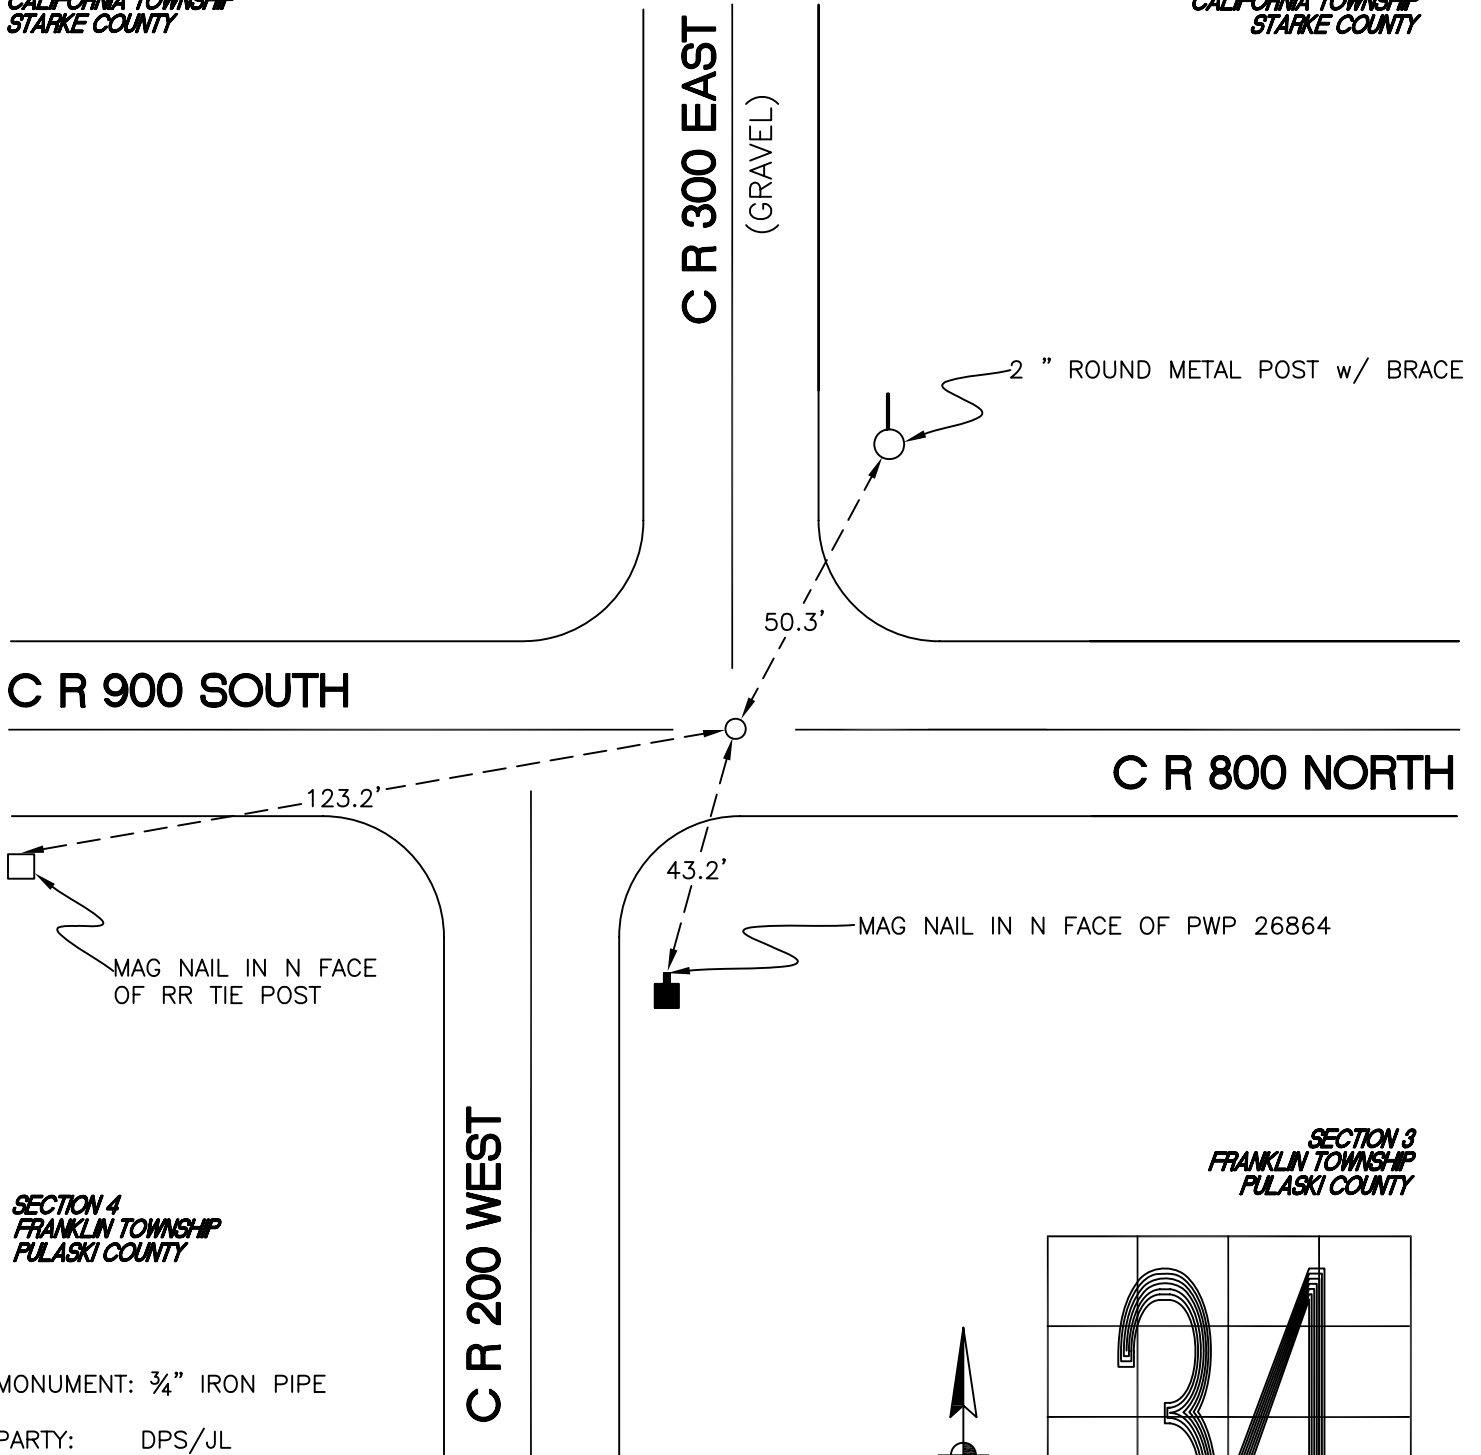 CALIFORNIA TOWNSHIP
STARKE COUNTY
CALIFORNIA TOWNSHIP
STARKE COUNTY
C R 300 EAST
(GRAVEL)
2 " ROUND METAL POST w/ BRACE
50.3'
C R 900 SOUTH
C R 800 NORTH
123.2'
43.2'
MAG NAIL IN N FACE OF PWP 26864
MAG NAIL IN N FACE
OF RR TIE POST
C R 200 WEST
SECTION 3
FRANKLIN TOWNSHIP
PULASKI COUNTY
SECTION 4
FRANKLIN TOWNSHIP
PULASKI COUNTY
34
MONUMENT: ¾" IRON PIPE
PARTY: DPS/JL